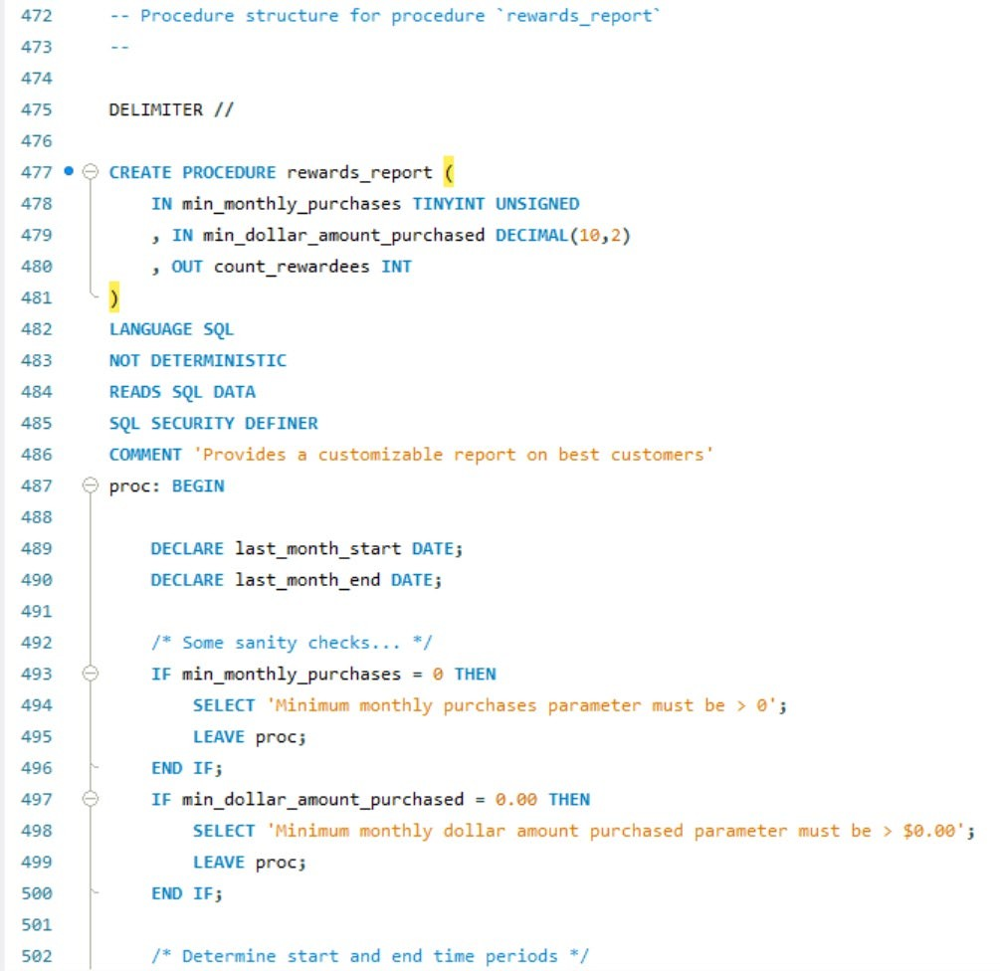 472 -- Procedure structure for procedure `rewards_report`
473 --
474
475 DELIMITER //
476
477 CREATE PROCEDURE rewards_report (
478     IN min_monthly_purchases TINYINT UNSIGNED
479     , IN min_dollar_amount_purchased DECIMAL(10,2)
480     , OUT count_rewardees INT
481 )
482 LANGUAGE SQL
483 NOT DETERMINISTIC
484 READS SQL DATA
485 SQL SECURITY DEFINER
486 COMMENT 'Provides a customizable report on best customers'
487 proc: BEGIN
488
489     DECLARE last_month_start DATE;
490     DECLARE last_month_end DATE;
491
492     /* Some sanity checks... */
493     IF min_monthly_purchases = 0 THEN
494         SELECT 'Minimum monthly purchases parameter must be > 0';
495         LEAVE proc;
496     END IF;
497     IF min_dollar_amount_purchased = 0.00 THEN
498         SELECT 'Minimum monthly dollar amount purchased parameter must be > $0.00';
499         LEAVE proc;
500     END IF;
501
502     /* Determine start and end time periods */